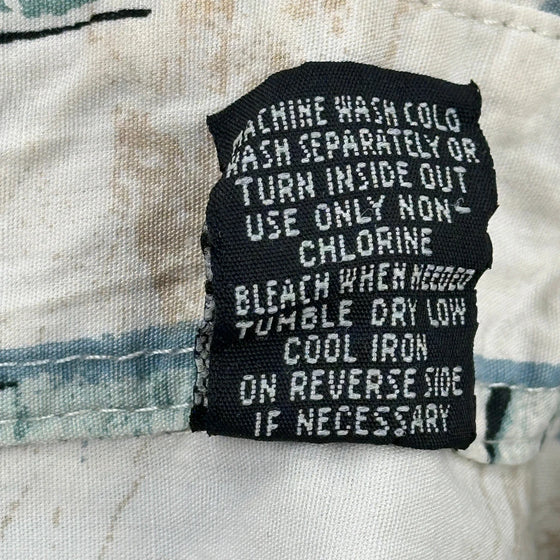 MACHINE WASH COLD
WASH SEPARATELY OR
TURN INSIDE OUT
USE ONLY NON-
CHLORINE
BLEACH WHEN NEEDED
TUMBLE DRY LOW
COOL IRON
ON REVERSE SIDE
IF NECESSARY